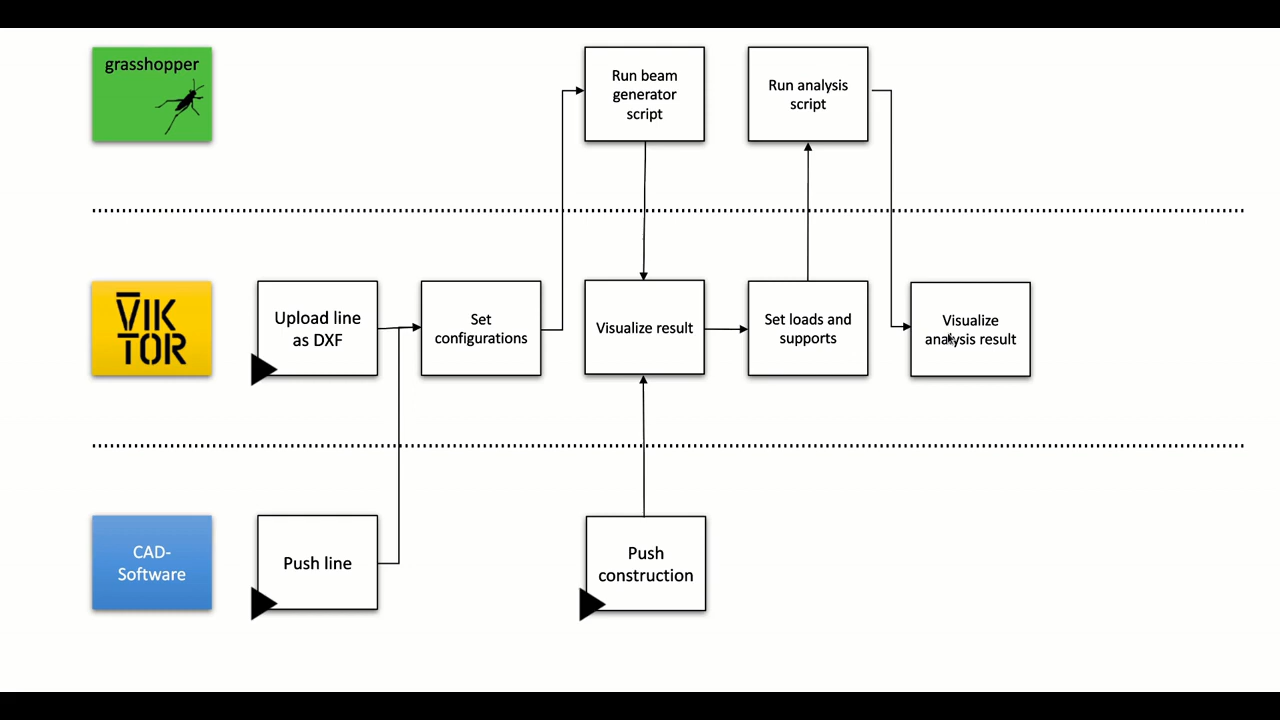 grasshopper
Run beam
generator
script
Run analysis
script
VIK
TOR
Upload line
as DXF
Set
configurations
Visualize result
Set loads and
supports
Visualize
analysis result
CAD-
Software
Push line
Push
construction